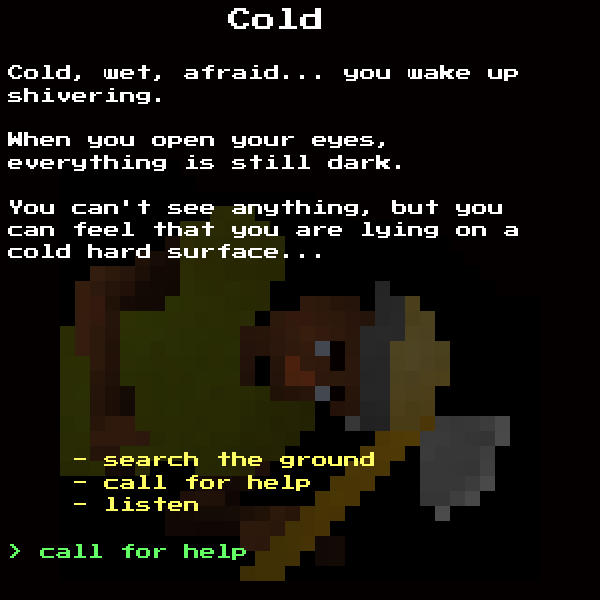 Cold
Cold, wet, afraid... you wake up
shivering.
When you open your eyes,
everything is still dark.
You can't see anything, but you
can feel that you are lying on a
cold hard surface...
- search the ground
- call for help
- listen
> call for help